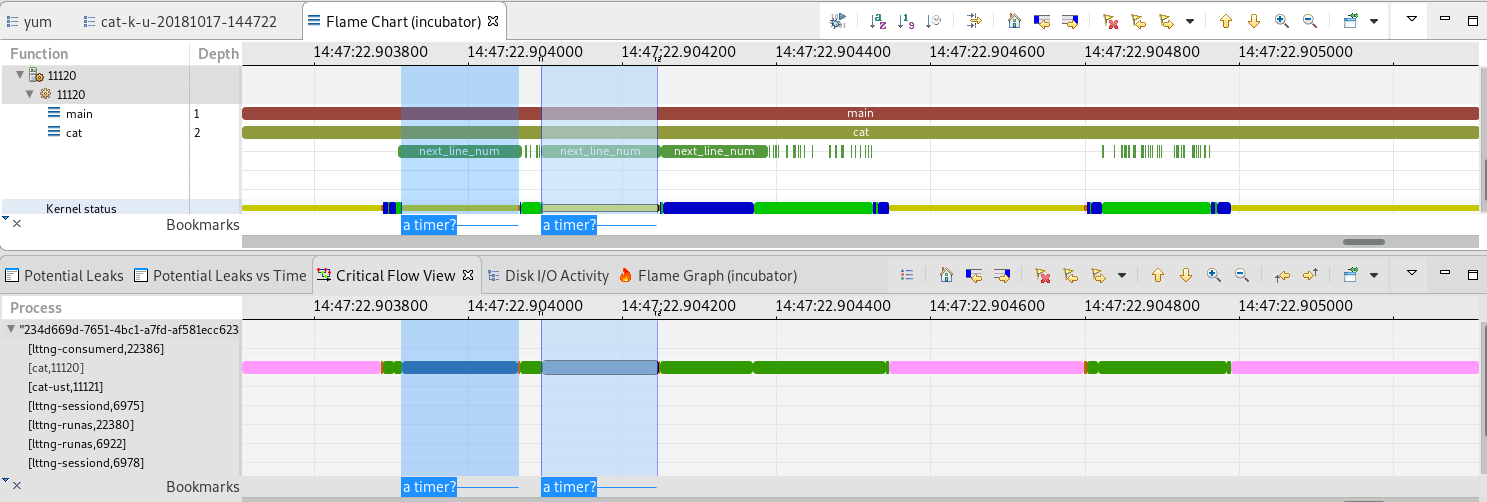 yum cat-k-u-20181017-144722 Flame Chart (incubator)
Function Depth 14:47:22.903800 14:47:22.904000 14:47:22.904200 14:47:22.904400 14:47:22.904600 14:47:22.904800 14:47:22.905000
11120
11120
main 1 main
cat 2 cat
next_line_num next_line_num next_line_num
Kernel status
Bookmarks a timer? a timer?
Potential Leaks Potential Leaks vs Time Critical Flow View Disk I/O Activity Flame Graph (incubator)
Process 14:47:22.903800 14:47:22.904000 14:47:22.904200 14:47:22.904400 14:47:22.904600 14:47:22.904800 14:47:22.905000
"234d669d-7651-4bc1-a7fd-af581ecc623
[lttng-consumerd,22386]
[cat,11120]
[cat-ust,11121]
[lttng-sessiond,6975]
[lttng-runas,22380]
[lttng-runas,6922]
[lttng-sessiond,6978]
Bookmarks a timer? a timer?